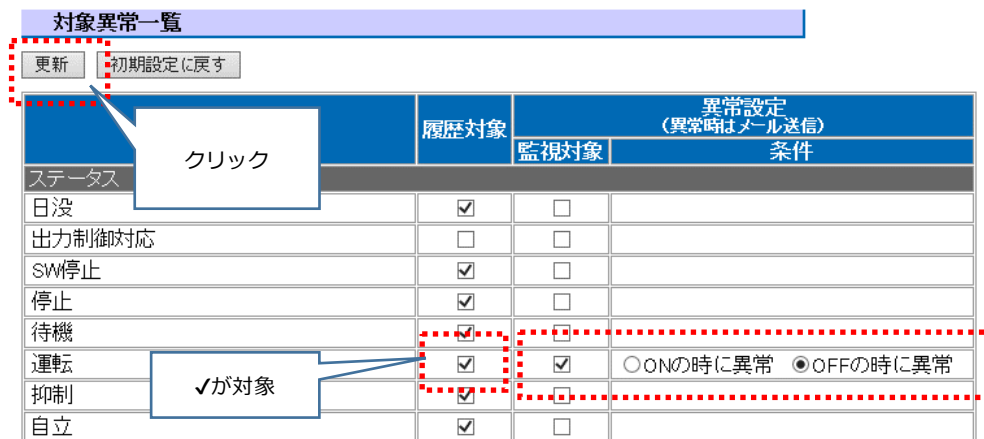 対象異常一覧
更新 初期設定に戻す
クリック
履歴対象 異常設定
(異常時はメール送信)
監視対象 条件
ステータス
日没
出力制御対応
SW停止
停止
待機
運転 ONの時に異常 OFFの時に異常
✓が対象
抑制
自立